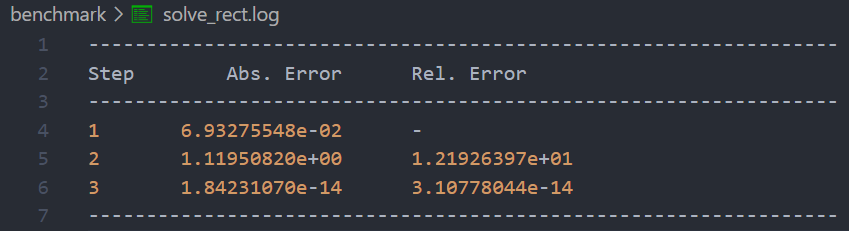 benchmark > solve_rect.log
1 ----------------------------------------------------------------
2 Step        Abs. Error      Rel. Error
3 ----------------------------------------------------------------
4 1       6.93275548e-02      -
5 2       1.11950820e+00      1.21926397e+01
6 3       1.84231070e-14      3.10778044e-14
7 ----------------------------------------------------------------